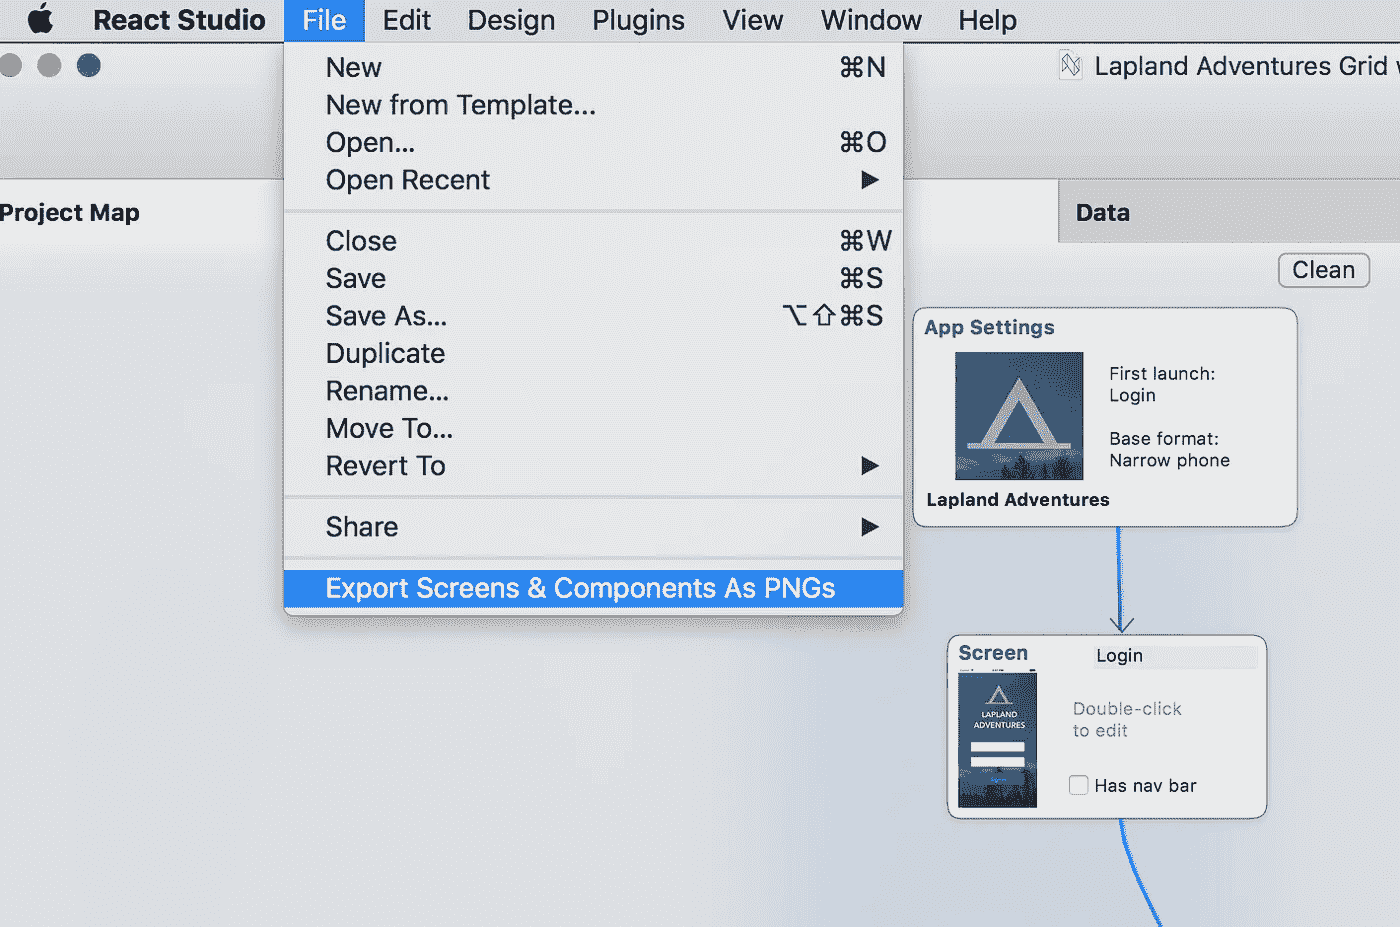 React Studio File Edit Design Plugins View Window Help
Lapland Adventures Grid
New ⌘N
New from Template...
Open... ⌘O
Open Recent ▶
Close ⌘W
Save ⌘S
Save As... ⌥⇧⌘S
Duplicate
Rename...
Move To...
Revert To ▶
Share ▶
Export Screens & Components As PNGs
Project Map
Data
Clean
App Settings
First launch:
Login
Base format:
Narrow phone
Lapland Adventures
Screen
Login
LAPLAND
ADVENTURES
Double-click
to edit
Has nav bar